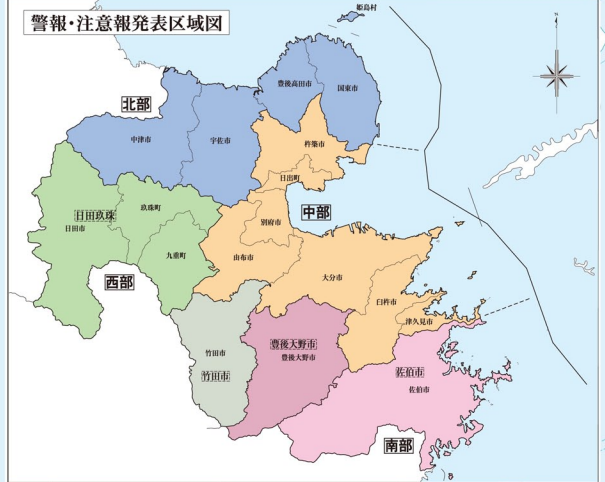 警報・注意報発表区域図
姫島村
豊後高田市
国東市
北部
中津市
宇佐市
杵築市
日出町
日田玖珠
日田市
玖珠町
九重町
別府市
中部
由布市
大分市
西部
臼杵市
津久見市
竹田市
竹田市
豊後大野市
豊後大野市
佐伯市
佐伯市
南部